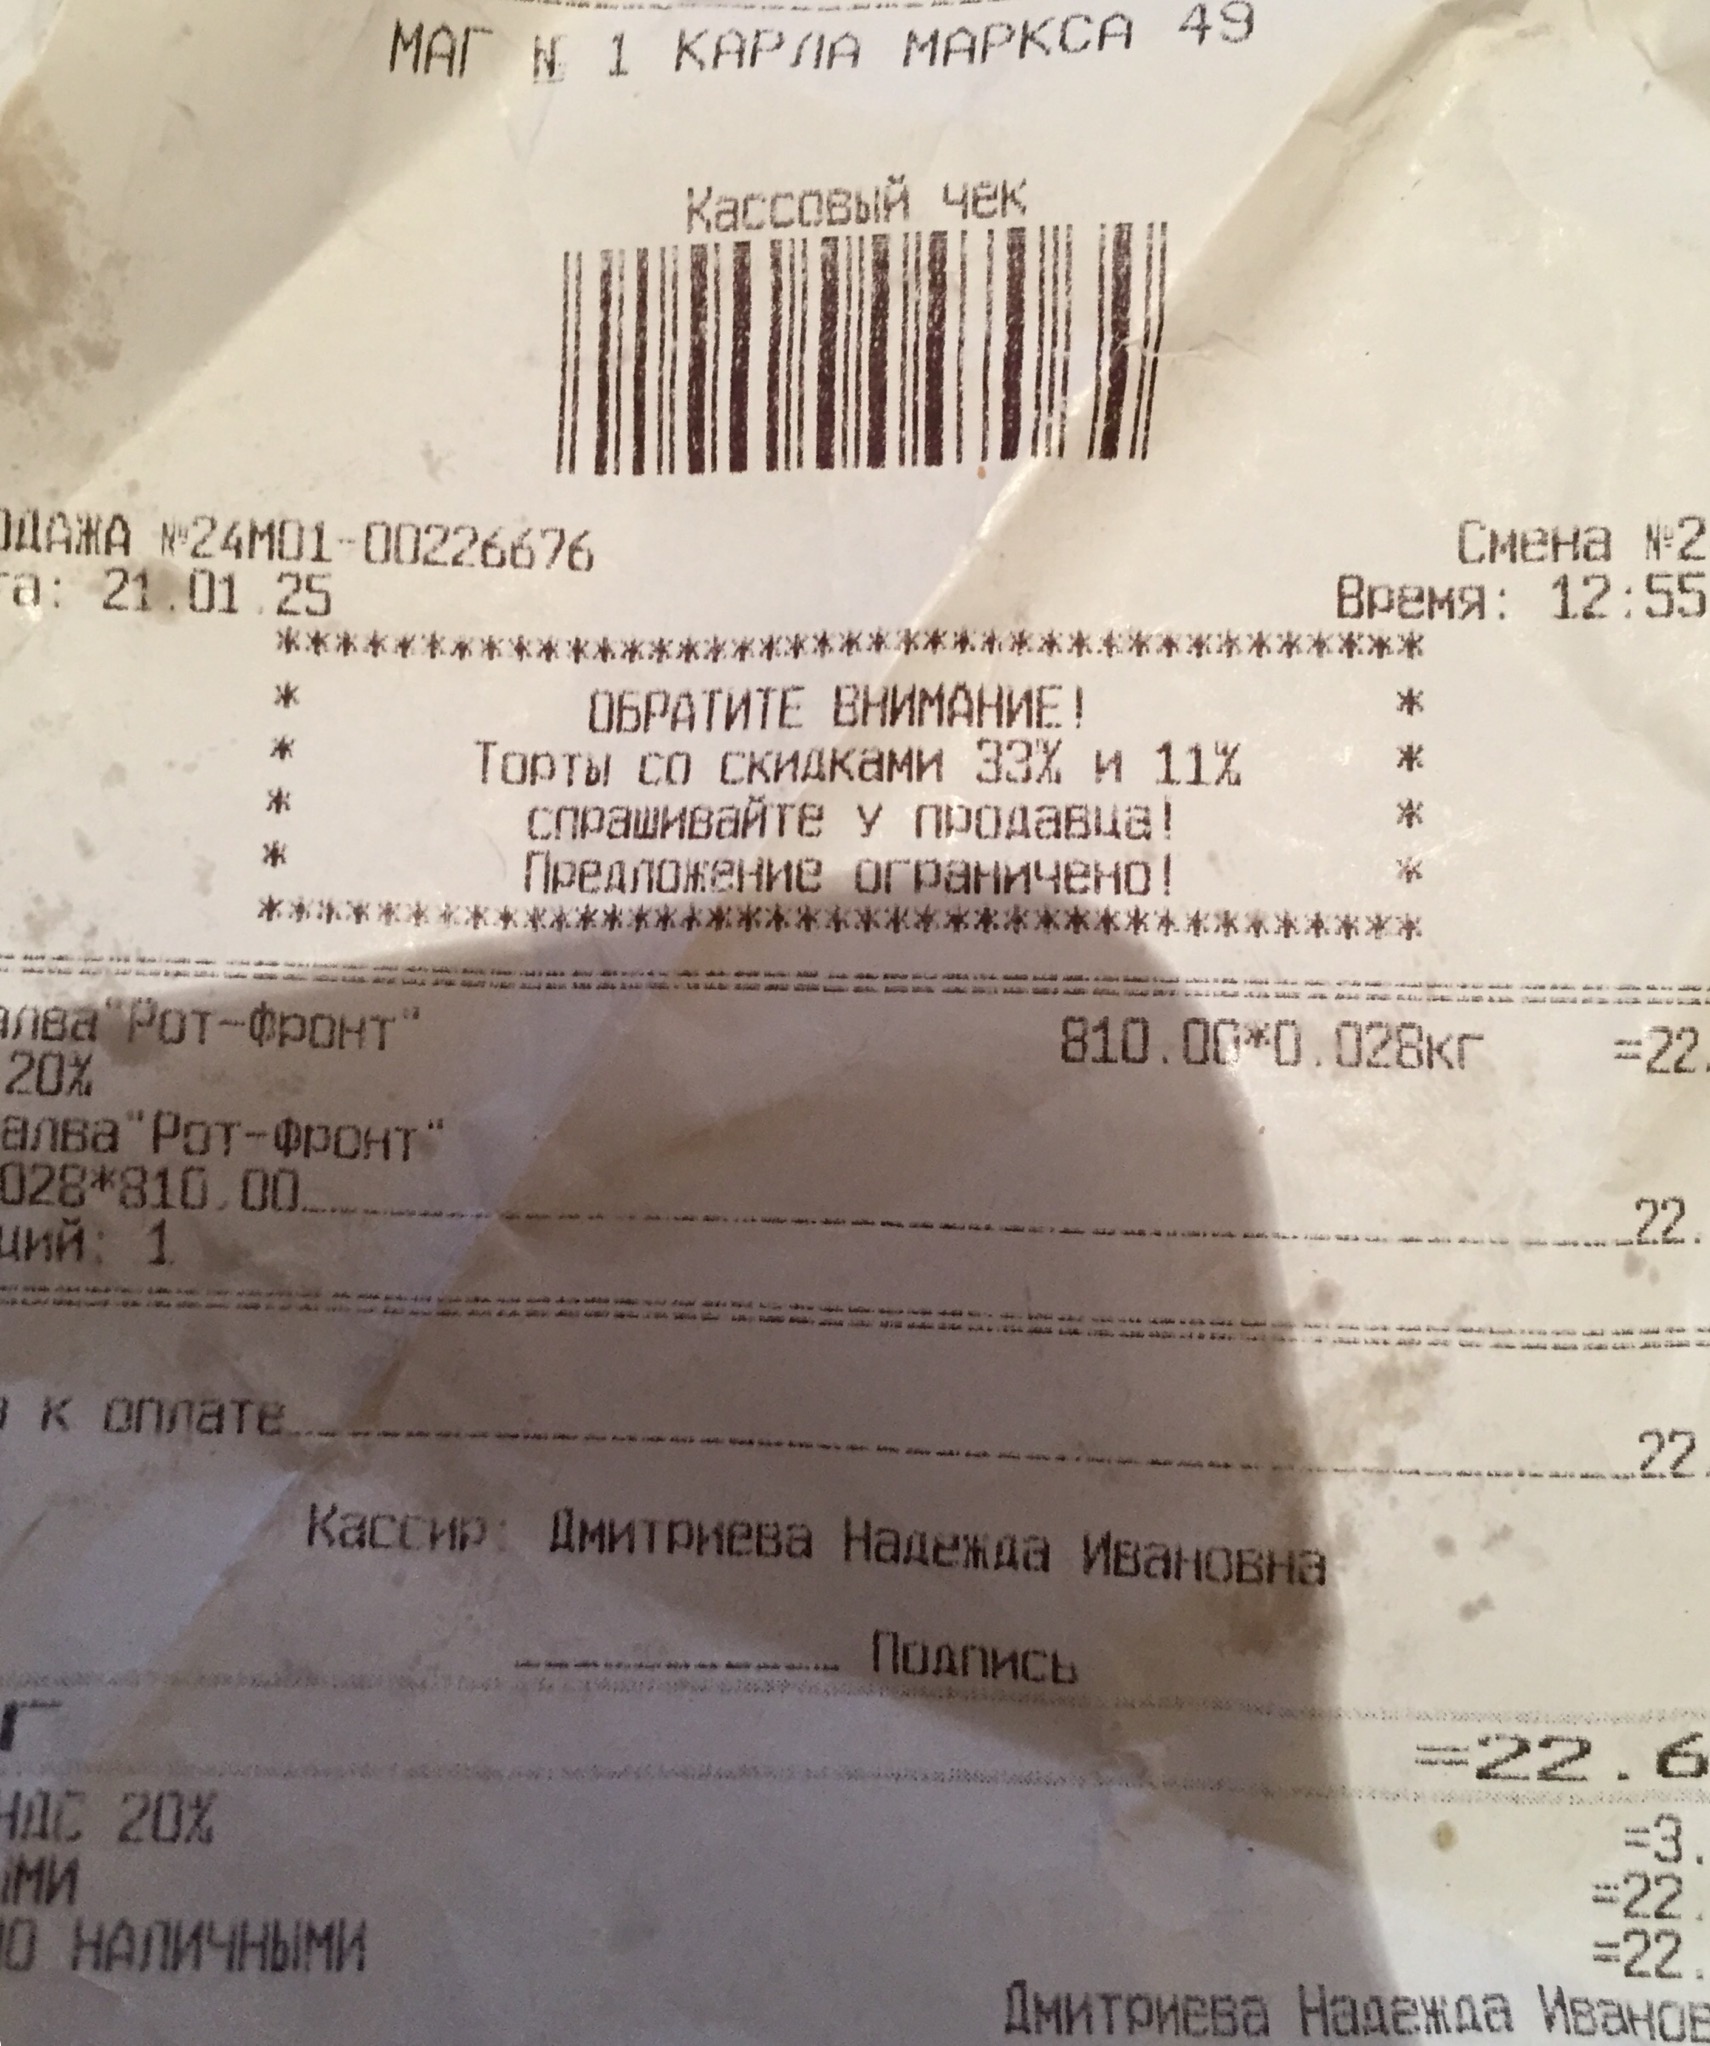 МАГ № 1 КАРЛА МАРКСА 49
Кассовый чек
ОДАЖА №24М01-00226676 Смена №2
та: 21.01.25 Время: 12:55
****************************************
* ОБРАТИТЕ ВНИМАНИЕ! *
* Торты со скидками 33% и 11% *
* спрашивайте у продавца! *
* Предложение ограничено! *
****************************************
алва"Рот-Фронт" 810.00*0.028кг =22.
20%
алва"Рот-Фронт"
028*810.00 22.
ций: 1
к оплате 22.
Кассир: Дмитриева Надежда Ивановна
Подпись
Г =22.6
НДС 20% =3.
ЫМИ =22.
НО НАЛИЧНЫМИ =22.
Дмитриева Надежда Иванов